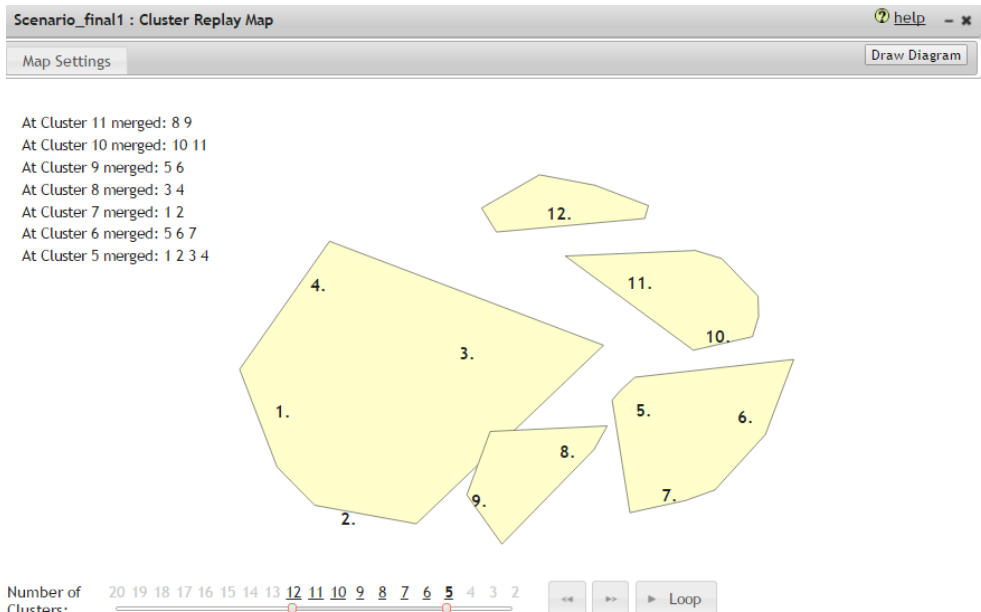 Scenario_final1 : Cluster Replay Map
? help – ✖
Map Settings
Draw Diagram
At Cluster 11 merged: 8 9
At Cluster 10 merged: 10 11
At Cluster 9 merged: 5 6
At Cluster 8 merged: 3 4
At Cluster 7 merged: 1 2
At Cluster 6 merged: 5 6 7
At Cluster 5 merged: 1 2 3 4
12.
11.
4.
10.
3.
5.
1.
6.
8.
7.
9.
2.
Number of Clusters:
20 19 18 17 16 15 14 13 12 11 10 9 8 7 6 5 4 3 2
Loop